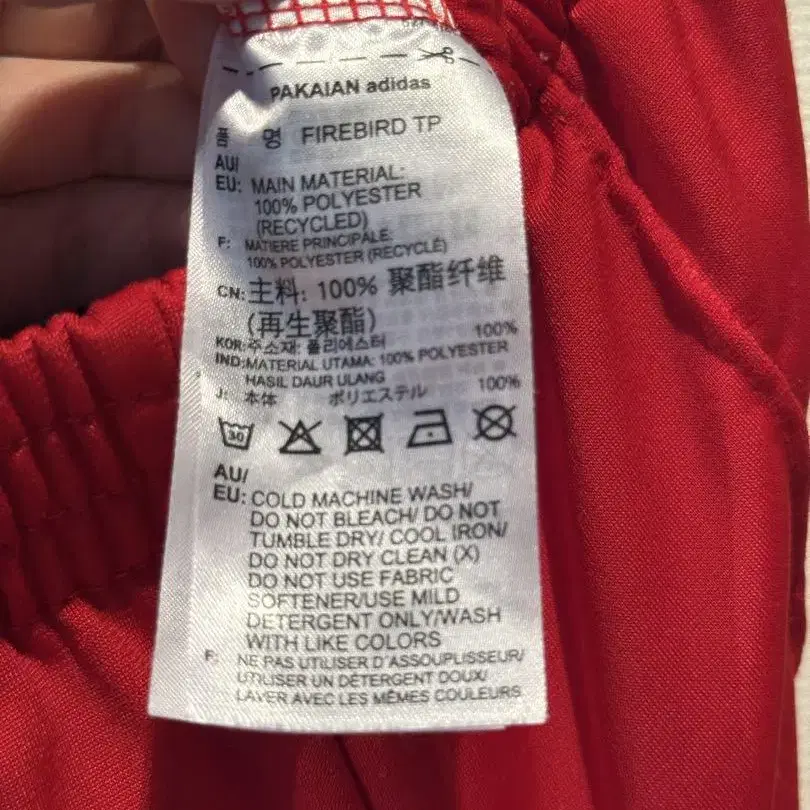 PAKAIAN adidas
품 명 FIREBIRD TP
AU/
EU: MAIN MATERIAL:
100% POLYESTER
(RECYCLED)
F: MATIERE PRINCIPALE:
100% POLYESTER (RECYCLÉ)
CN: 主料: 100% 聚酯纤维
(再生聚酯)
KOR: 주소재: 폴리에스터 100%
IND: MATERIAL UTAMA: 100% POLYESTER
HASIL DAUR ULANG
J: 本体 ポリエステル 100%
30
AU/
EU: COLD MACHINE WASH/
DO NOT BLEACH/ DO NOT
TUMBLE DRY/ COOL IRON/
DO NOT DRY CLEAN (X)
DO NOT USE FABRIC
SOFTENER/USE MILD
DETERGENT ONLY/WASH
WITH LIKE COLORS
F: NE PAS UTILISER D'ASSOUPLISSEUR/
UTILISER UN DÉTERGENT DOUX/
LAVER AVEC LES MÊMES COULEURS